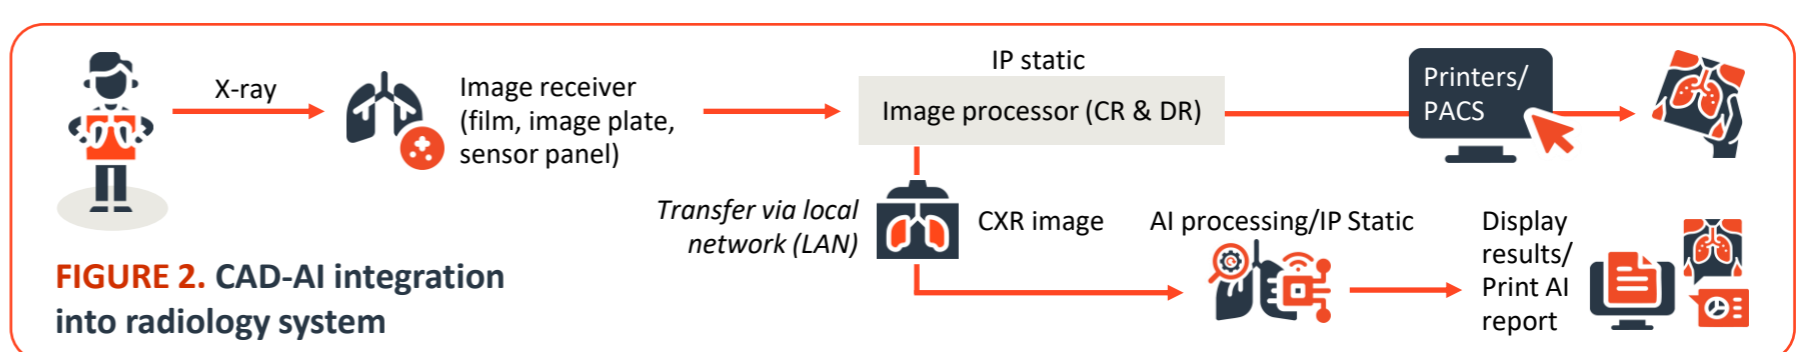 X-ray
Image receiver
(film, image plate,
sensor panel)
IP static
Image processor (CR & DR)
Printers/
PACS
Transfer via local
network (LAN)
CXR image
AI processing/IP Static
Display
results/
Print AI
report
FIGURE 2. CAD-AI integration
into radiology system